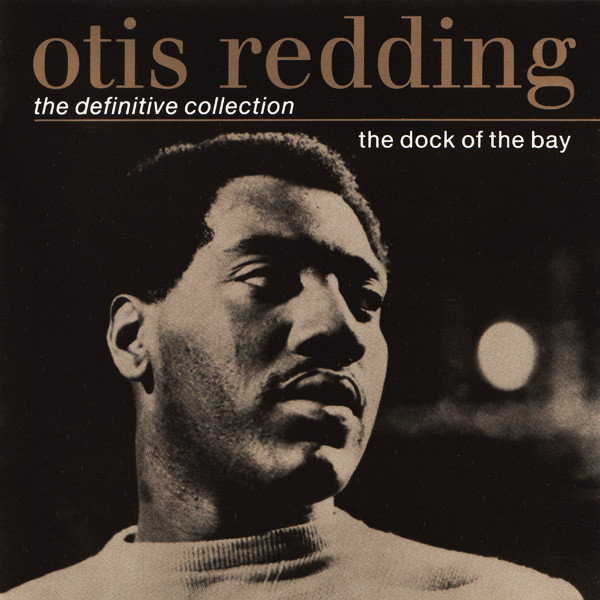 otis redding
the definitive collection
the dock of the bay